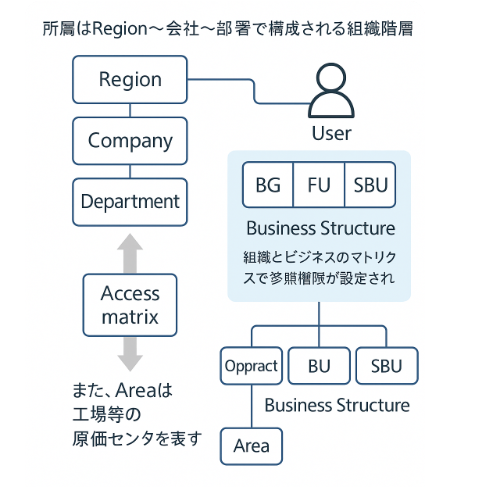 所属はRegion～会社～部署で構成される組織階層
Region
User
Company
Department
BG FU SBU
Business Structure
組織とビジネスのマトリク
スで参照権限が設定され
Access
matrix
Oppract BU SBU
Business Structure
また、Areaは
工場等の
原価センタを表す
Area